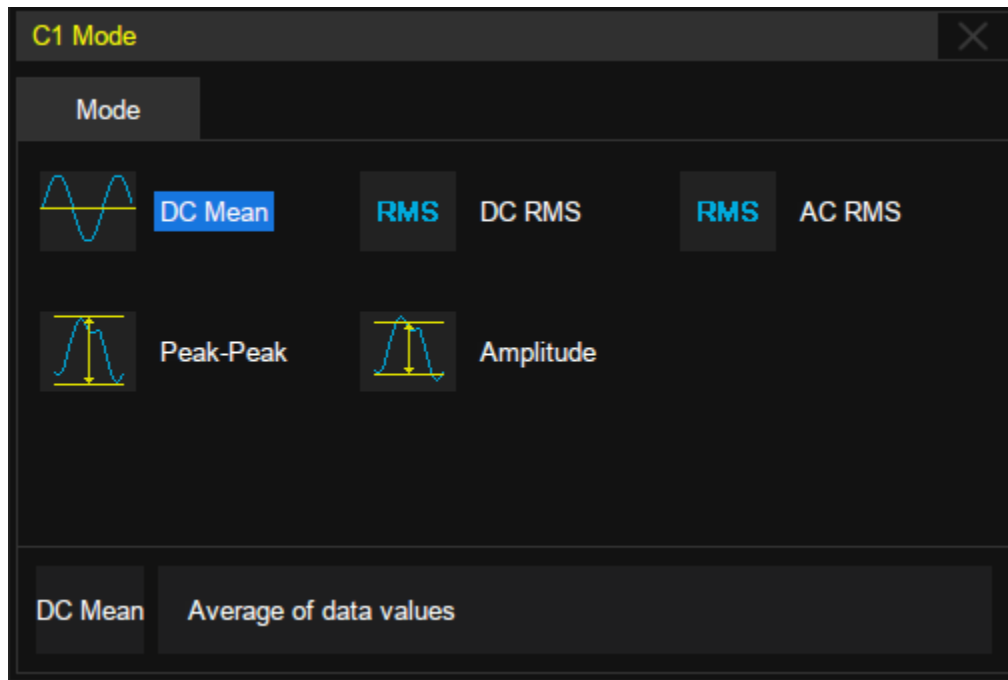 C1 Mode
Mode
DC Mean
RMS
DC RMS
RMS
AC RMS
Peak-Peak
Amplitude
DC Mean
Average of data values